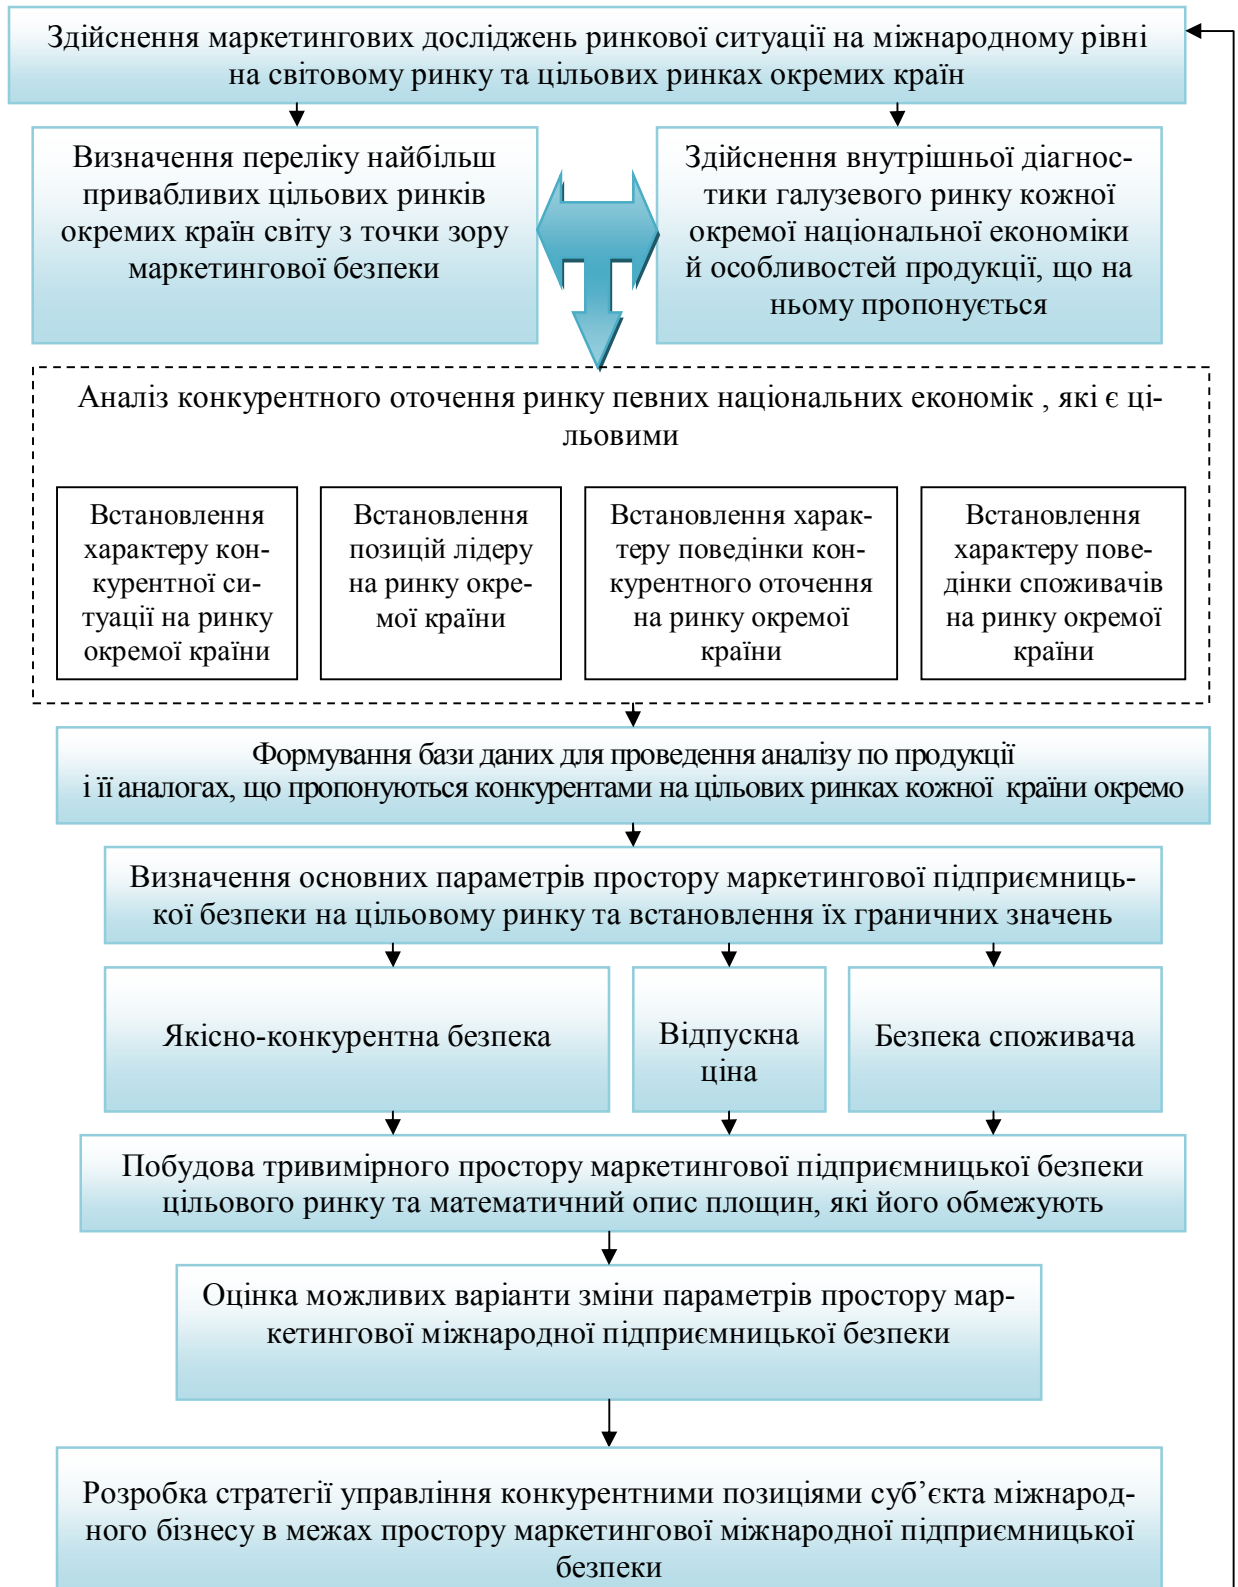 Здійснення маркетингових досліджень ринкової ситуації на міжнародному рівні
на світовому ринку та цільових ринках окремих країн
Визначення переліку найбільш
привабливих цільових ринків
окремих країн світу з точки зору
маркетингової безпеки
Здійснення внутрішньої діагнос-
тики галузевого ринку кожної
окремої національної економіки
й особливостей продукції, що на
ньому пропонується
Аналіз конкурентного оточення ринку певних національних економік , які є ці-
льовими
Встановлення
характеру кон-
курентної си-
туації на ринку
окремої країни
Встановлення
позицій лідеру
на ринку окре-
мої країни
Встановлення харак-
теру поведінки кон-
курентного оточення
на ринку окремої
країни
Встановлення
характеру пове-
дінки споживачів
на ринку окремої
країни
Формування бази даних для проведення аналізу по продукції
і її аналогах, що пропонуються конкурентами на цільових ринках кожної країни окремо
Визначення основних параметрів простору маркетингової підприємниць-
кої безпеки на цільовому ринку та встановлення їх граничних значень
Якісно-конкурентна безпека
Відпускна
ціна
Безпека споживача
Побудова тривимірного простору маркетингової підприємницької безпеки
цільового ринку та математичний опис площин, які його обмежують
Оцінка можливих варіанти зміни параметрів простору мар-
кетингової міжнародної підприємницької безпеки
Розробка стратегії управління конкурентними позиціями суб’єкта міжнарод-
ного бізнесу в межах простору маркетингової міжнародної підприємницької
безпеки